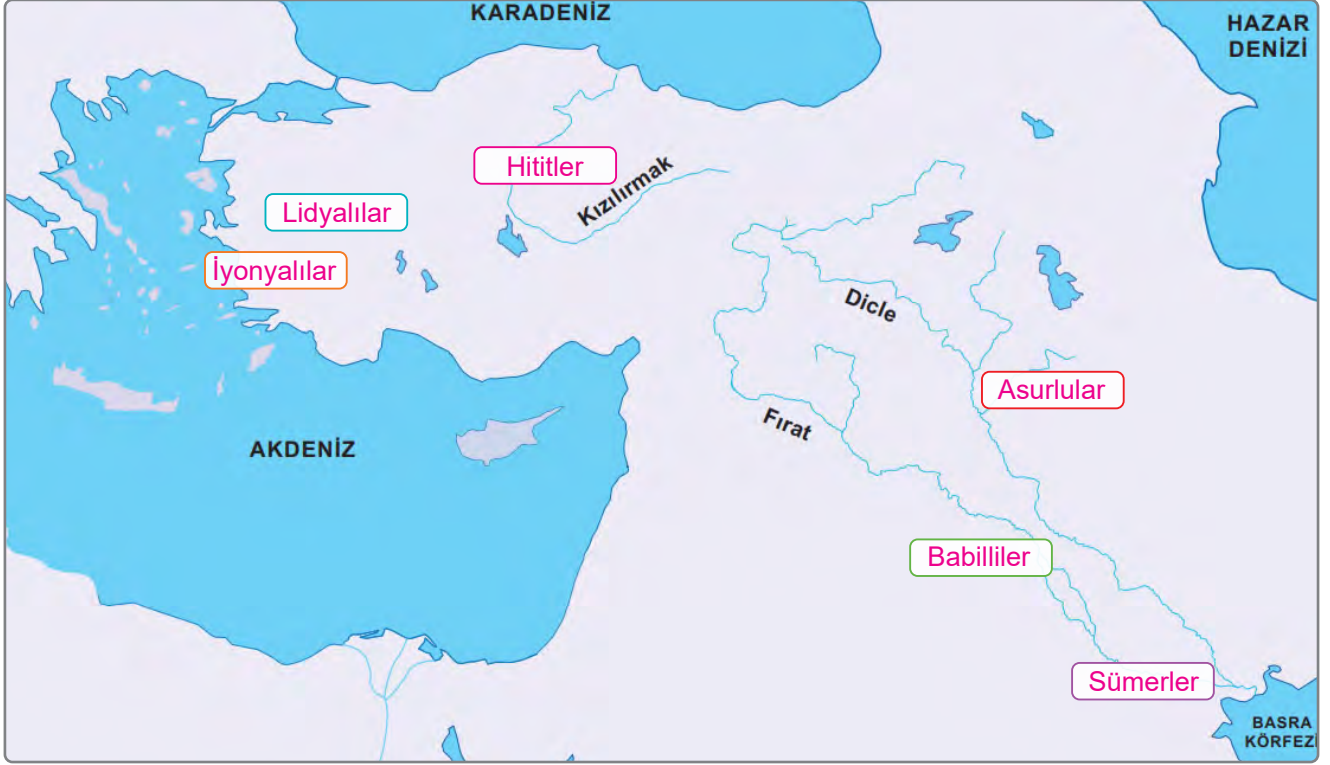 KARADENİZ
HAZAR
DENİZİ
Hititler
Kızılırmak
Lidyalılar
İyonyalılar
Dicle
Asurlular
Fırat
AKDENİZ
Babilliler
Sümerler
BASRA
KÖRFEZİ